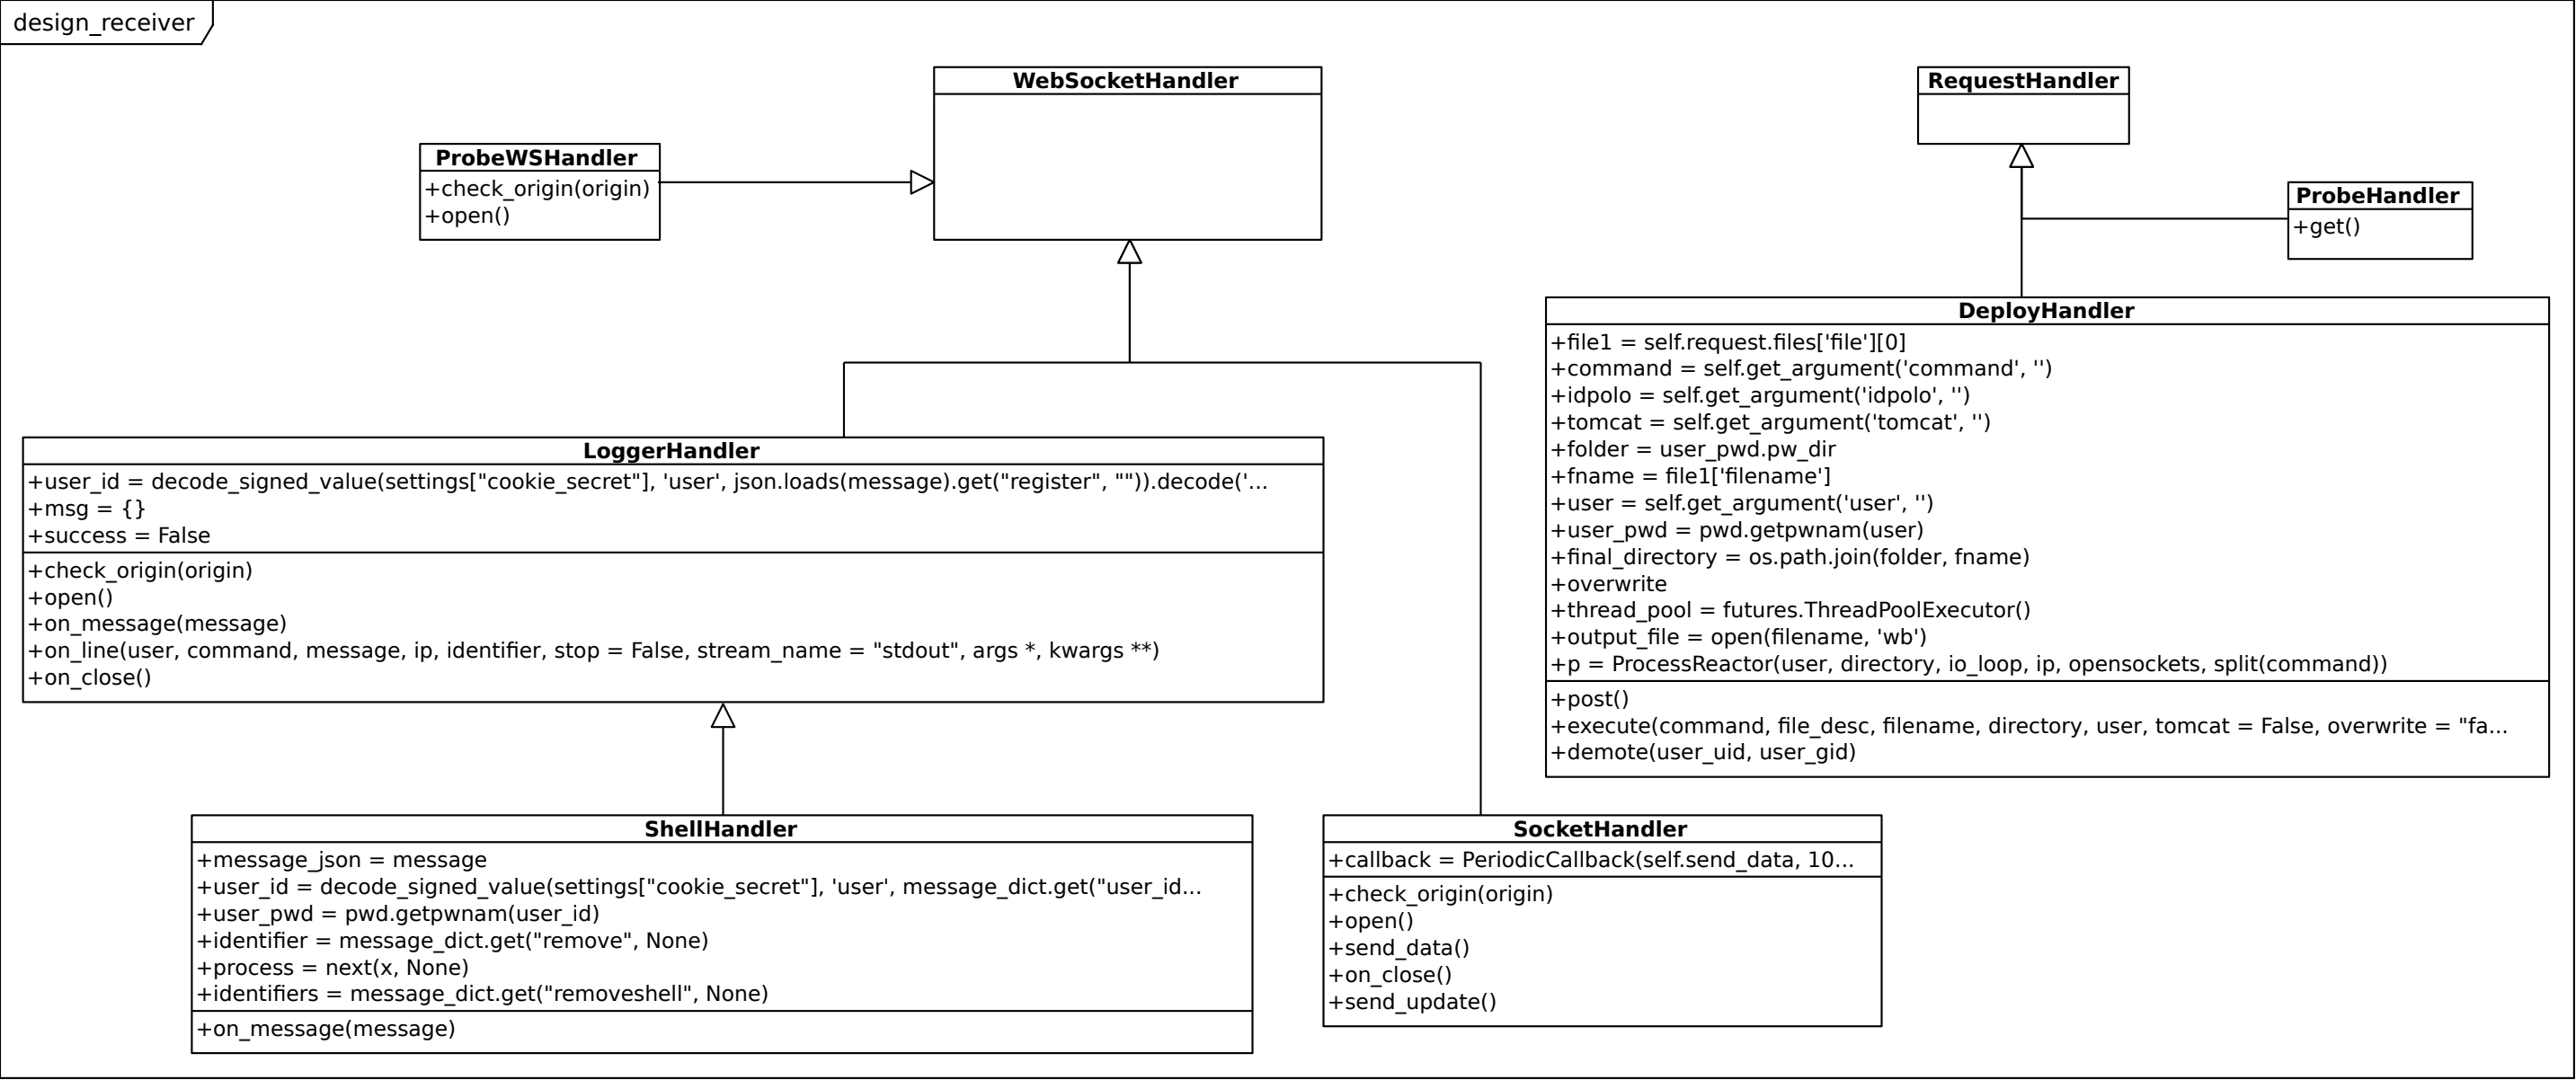 design_receiver
WebSocketHandler
RequestHandler
ProbeWSHandler
+check_origin(origin)
+open()
ProbeHandler
+get()
DeployHandler
+file1 = self.request.files['file'][0]
+command = self.get_argument('command', '')
+idpolo = self.get_argument('idpolo', '')
+tomcat = self.get_argument('tomcat', '')
+folder = user_pwd.pw_dir
+fname = file1['filename']
+user = self.get_argument('user', '')
+user_pwd = pwd.getpwnam(user)
+final_directory = os.path.join(folder, fname)
+overwrite
+thread_pool = futures.ThreadPoolExecutor()
+output_file = open(filename, 'wb')
+p = ProcessReactor(user, directory, io_loop, ip, opensockets, split(command))
+post()
+execute(command, file_desc, filename, directory, user, tomcat = False, overwrite = "fa...
+demote(user_uid, user_gid)
LoggerHandler
+user_id = decode_signed_value(settings["cookie_secret"], 'user', json.loads(message).get("register", "")).decode('...
+msg = {}
+success = False
+check_origin(origin)
+open()
+on_message(message)
+on_line(user, command, message, ip, identifier, stop = False, stream_name = "stdout", args *, kwargs **)
+on_close()
ShellHandler
+message_json = message
+user_id = decode_signed_value(settings["cookie_secret"], 'user', message_dict.get("user_id...
+user_pwd = pwd.getpwnam(user_id)
+identifier = message_dict.get("remove", None)
+process = next(x, None)
+identifiers = message_dict.get("removeshell", None)
+on_message(message)
SocketHandler
+callback = PeriodicCallback(self.send_data, 10...
+check_origin(origin)
+open()
+send_data()
+on_close()
+send_update()